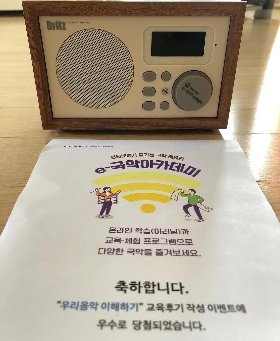 Britz
e-국악아카데미
온라인 학습(이러닝)과
교육·체험 프로그램으로
다양한 국악을 즐겨보세요.
축하합니다.
"우리음악 이해하기" 교육후기 작성 이벤트에
우수로 당첨되었습니다.